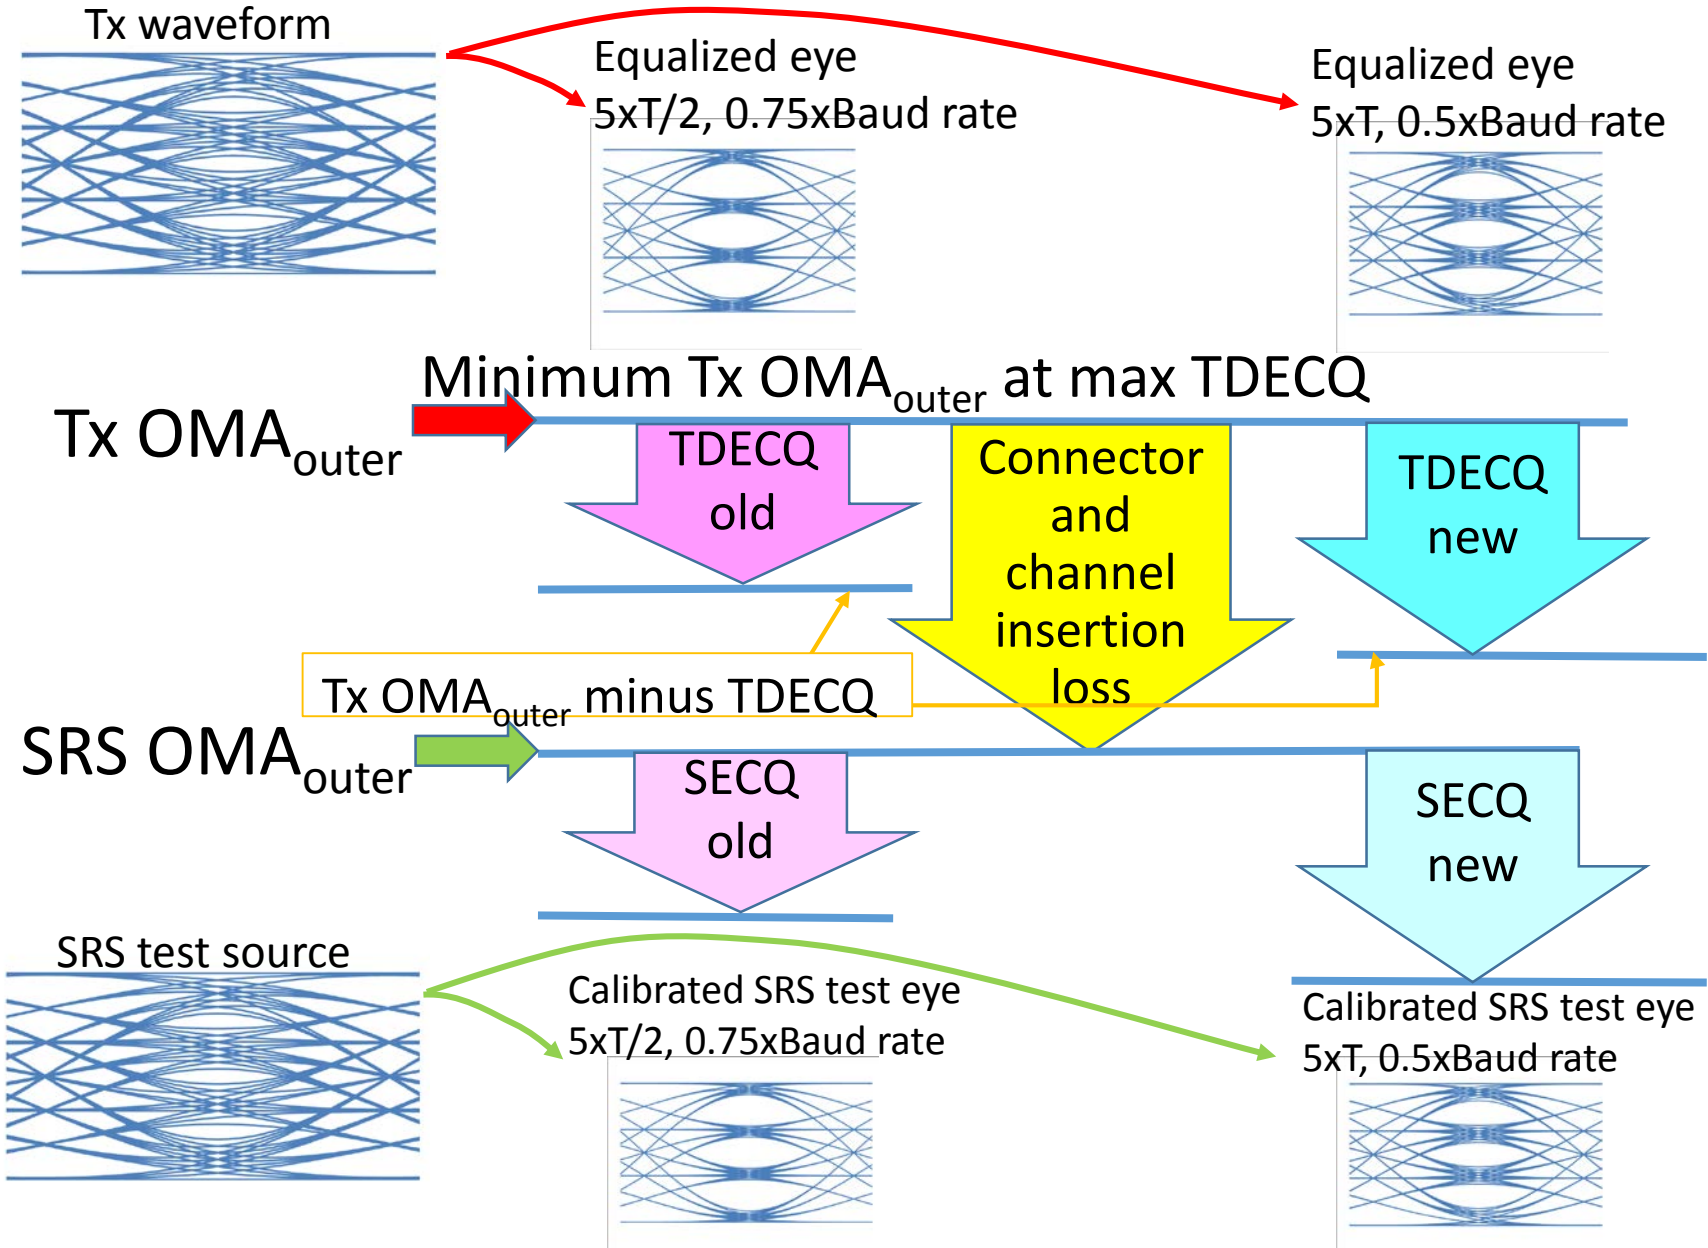 Tx waveform
Equalized eye
5xT/2, 0.75xBaud rate
Equalized eye
5xT, 0.5xBaud rate
Minimum Tx OMAouter at max TDECQ
Tx OMAouter
TDECQ
old
Connector
and
channel
insertion
loss
TDECQ
new
Tx OMAouter minus TDECQ
SRS OMAouter
SECQ
old
SECQ
new
SRS test source
Calibrated SRS test eye
5xT/2, 0.75xBaud rate
Calibrated SRS test eye
5xT, 0.5xBaud rate